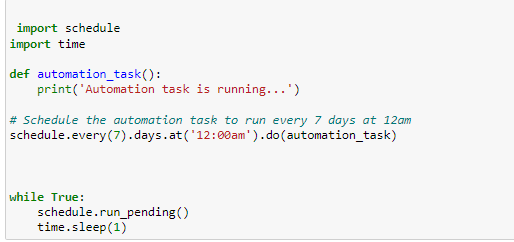 import schedule
import time
def automation_task():
    print('Automation task is running...')
# Schedule the automation task to run every 7 days at 12am
schedule.every(7).days.at('12:00am').do(automation_task)
while True:
    schedule.run_pending()
    time.sleep(1)